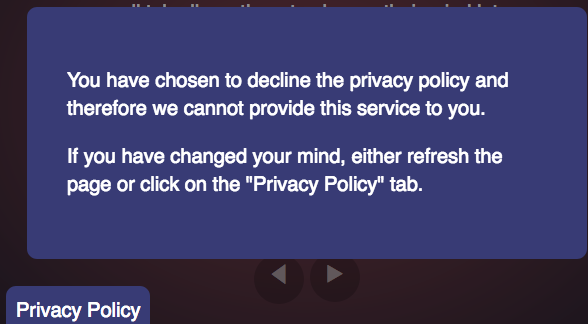 You have chosen to decline the privacy policy and
therefore we cannot provide this service to you.
If you have changed your mind, either refresh the
page or click on the "Privacy Policy" tab.
Privacy Policy